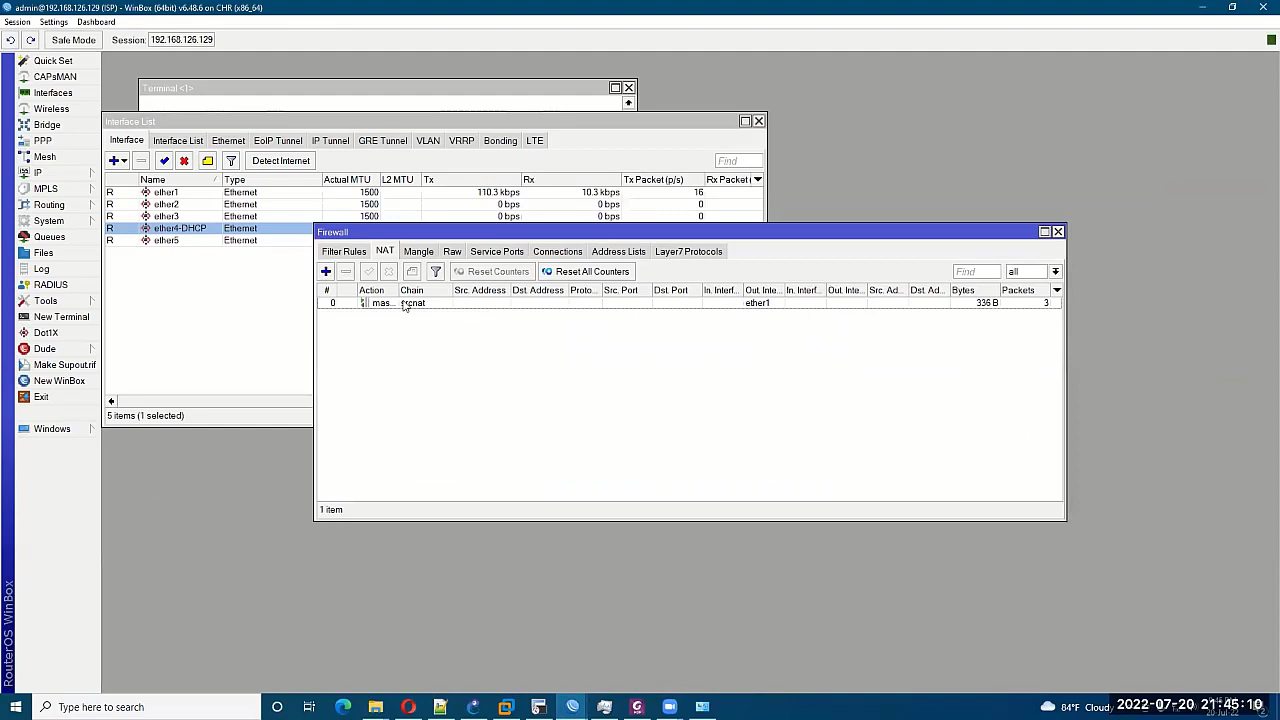 admin@192.168.126.129 (ISP) - WinBox (64bit) v6.48.6 on CHR (x86_64)
Session Settings Dashboard
Safe Mode Session: 192.168.126.129
Quick Set
CAPsMAN
Interfaces
Wireless
Bridge
PPP
Mesh
IP
MPLS
Routing
System
Queues
Files
Log
RADIUS
Tools
New Terminal
Dot1X
Dude
Make Supout.rif
New WinBox
Exit
Windows
RouterOS WinBox
Terminal <1>
Interface List
Interface Interface List Ethernet EoIP Tunnel IP Tunnel GRE Tunnel VLAN VRRP Bonding LTE
Detect Internet Find
Name Type Actual MTU L2 MTU Tx Rx Tx Packet (p/s) Rx Packet (
R ether1 Ethernet 1500 110.3 kbps 10.3 kbps 16
R ether2 Ethernet 1500 0 bps 0 bps 0
R ether3 Ethernet 1500 0 bps 0 bps 0
R ether4-DHCP Ethernet
R ether5 Ethernet
5 items (1 selected)
Firewall
Filter Rules NAT Mangle Raw Service Ports Connections Address Lists Layer7 Protocols
Reset Counters Reset All Counters Find all
# Action Chain Src. Address Dst. Address Proto... Src. Port Dst. Port In. Interf... Out. Inte... In. Interf... Out. Inte... Src. Ad... Dst. Ad... Bytes Packets
0 mas... srcnat ether1 336 B 3
1 item
Type here to search
84°F Cloudy
2022-07-20 21:45:10